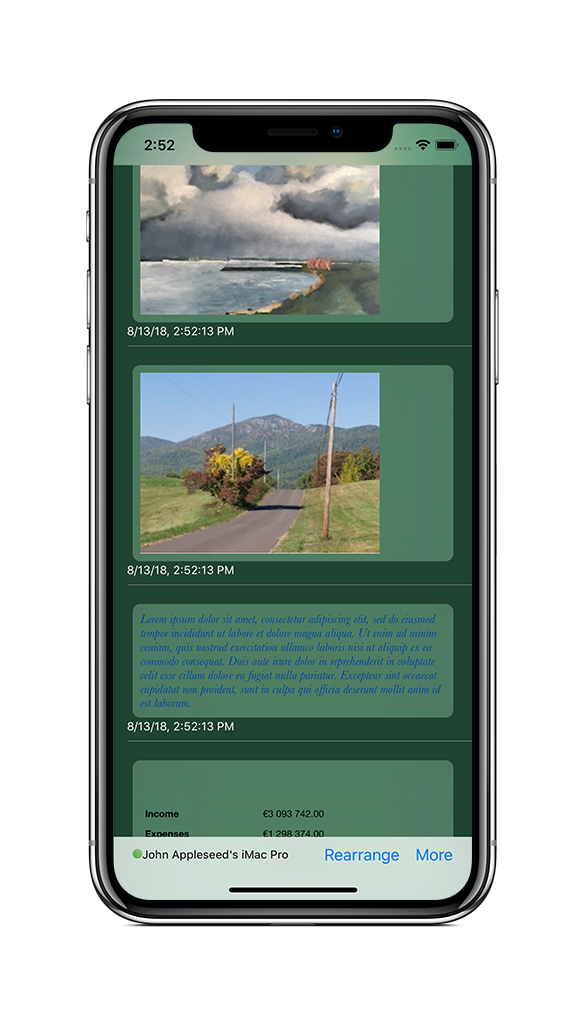 2:52
8/13/18, 2:52:13 PM
8/13/18, 2:52:13 PM
Lorem ipsum dolor sit amet, consectetur adipiscing elit, sed do eiusmod
tempor incididunt ut labore et dolore magna aliqua. Ut enim ad minim
veniam, quis nostrud exercitation ullamco laboris nisi ut aliquip ex ea
commodo consequat. Duis aute irure dolor in reprehenderit in voluptate
velit esse cillum dolore eu fugiat nulla pariatur. Excepteur sint occaecat
cupidatat non proident, sunt in culpa qui officia deserunt mollit anim id
est laborum.
8/13/18, 2:52:13 PM
Income €3 093 742.00
Expenses €1 298 374.00
John Appleseed's iMac Pro Rearrange More